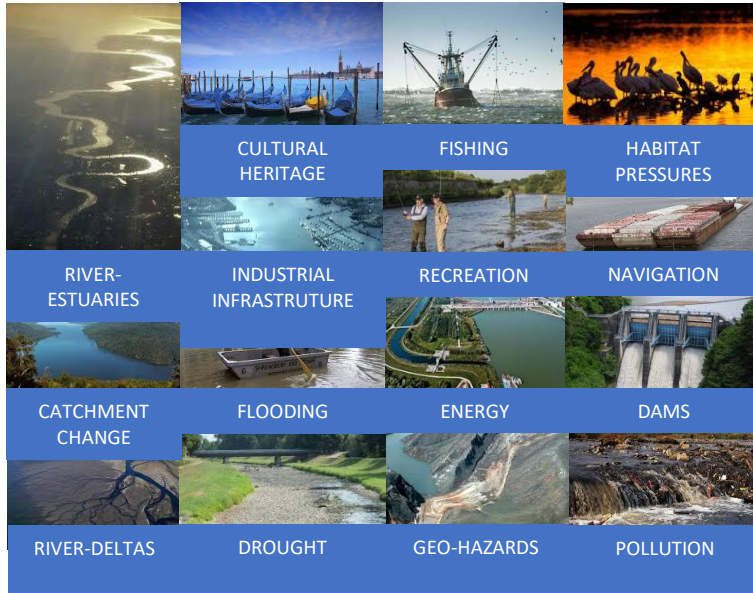 CULTURAL
HERITAGE
FISHING
HABITAT
PRESSURES
RIVER-
ESTUARIES
INDUSTRIAL
INFRASTRUTURE
RECREATION
NAVIGATION
CATCHMENT
CHANGE
FLOODING
ENERGY
DAMS
RIVER-DELTAS
DROUGHT
GEO-HAZARDS
POLLUTION